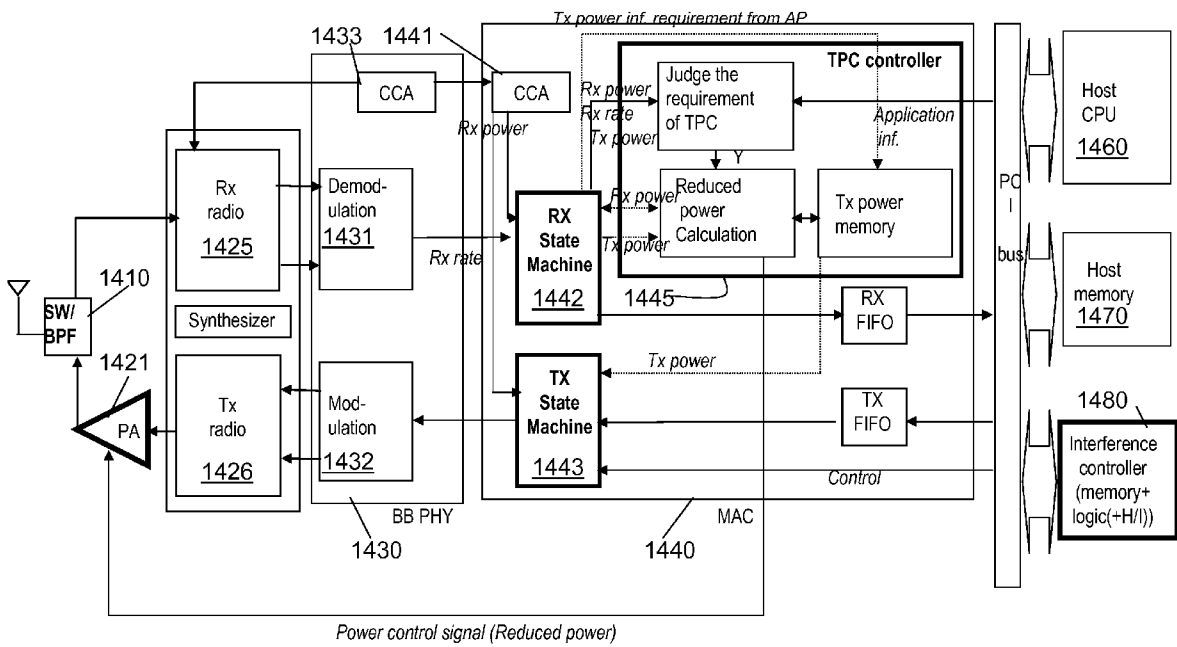 Tx power inf. requirement from AP
1433
1441
TPC controller
CCA
CCA
Judge the
requirement
of TPC
Rx power
Rx rate
Tx power
Rx power
Application
inf.
Host
CPU
1460
Y
Rx
radio
1425
Demod-
ulation
1431
Rx rate
RX
State
Machine
1442
Rx power
Tx power
Reduced
power
Calculation
Tx power
memory
PC
I
bus
1410
SW/
BPF
1445
RX
FIFO
Host
memory
1470
Synthesizer
1421
PA
Tx
radio
1426
Mod-
ulation
1432
Tx power
TX
State
Machine
1443
TX
FIFO
Control
1480
Interference
controller
(memory+
logic(+H/I))
BB PHY
1430
MAC
1440
Power control signal (Reduced power)